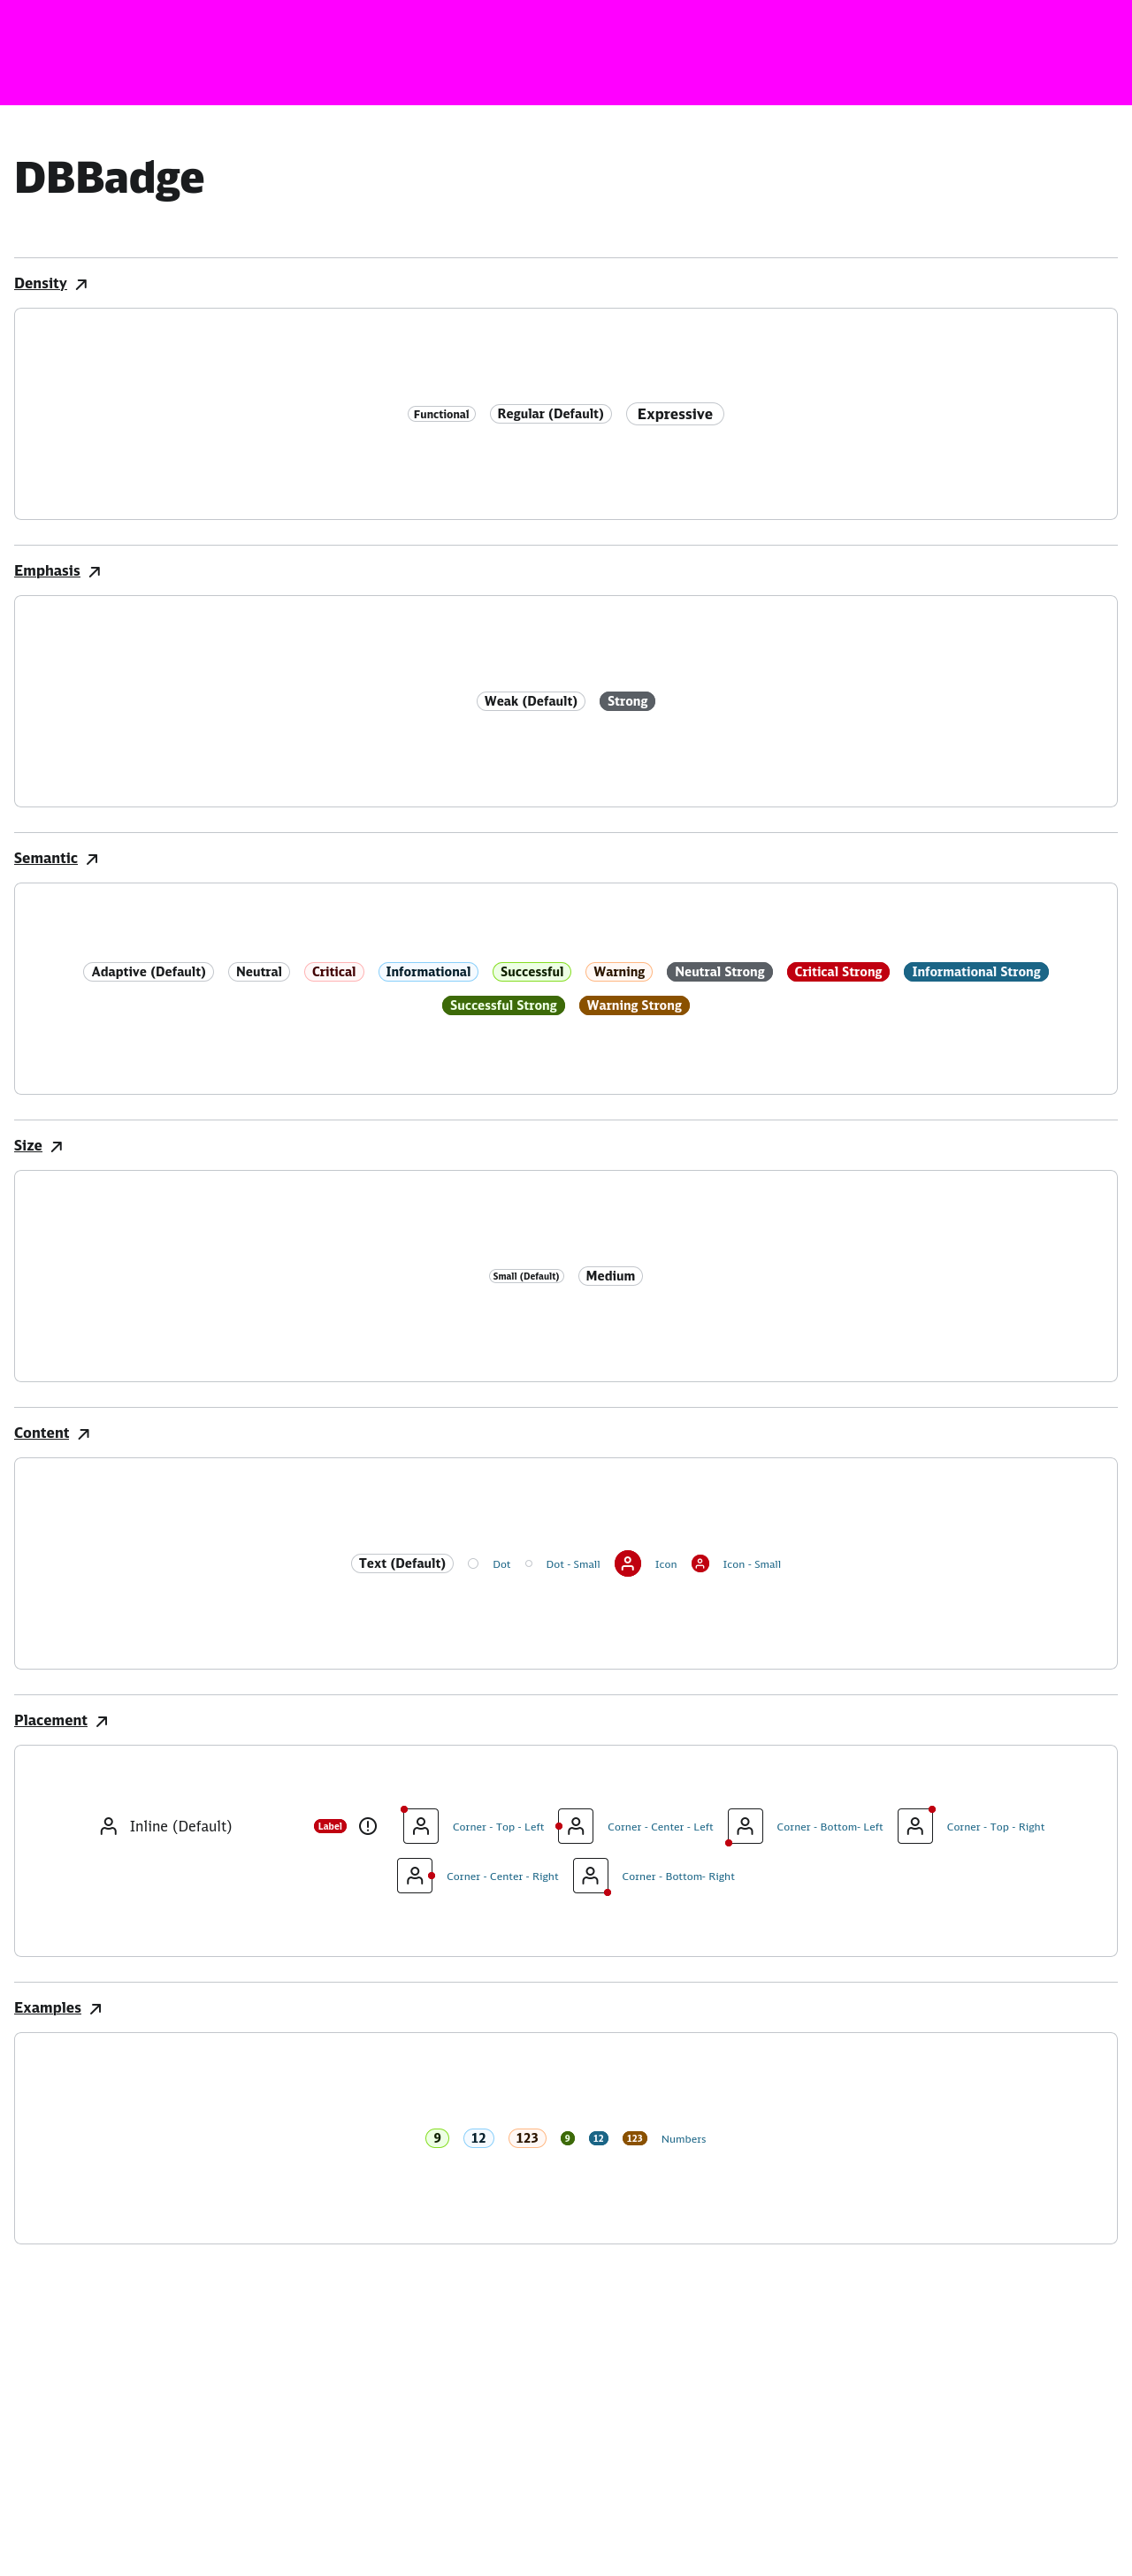 DBBadge
Density
Functional Regular (Default) Expressive
Emphasis
Weak (Default) Strong
Semantic
Adaptive (Default) Neutral Critical Informational Successful Warning Neutral Strong Critical Strong Informational Strong
Successful Strong Warning Strong
Size
Small (Default) Medium
Content
Text (Default) Dot Dot - Small Icon Icon - Small
Placement
Inline (Default) Label Corner - Top - Left Corner - Center - Left Corner - Bottom- Left Corner - Top - Right
Corner - Center - Right Corner - Bottom- Right
Examples
9 12 123 9 12 123 Numbers